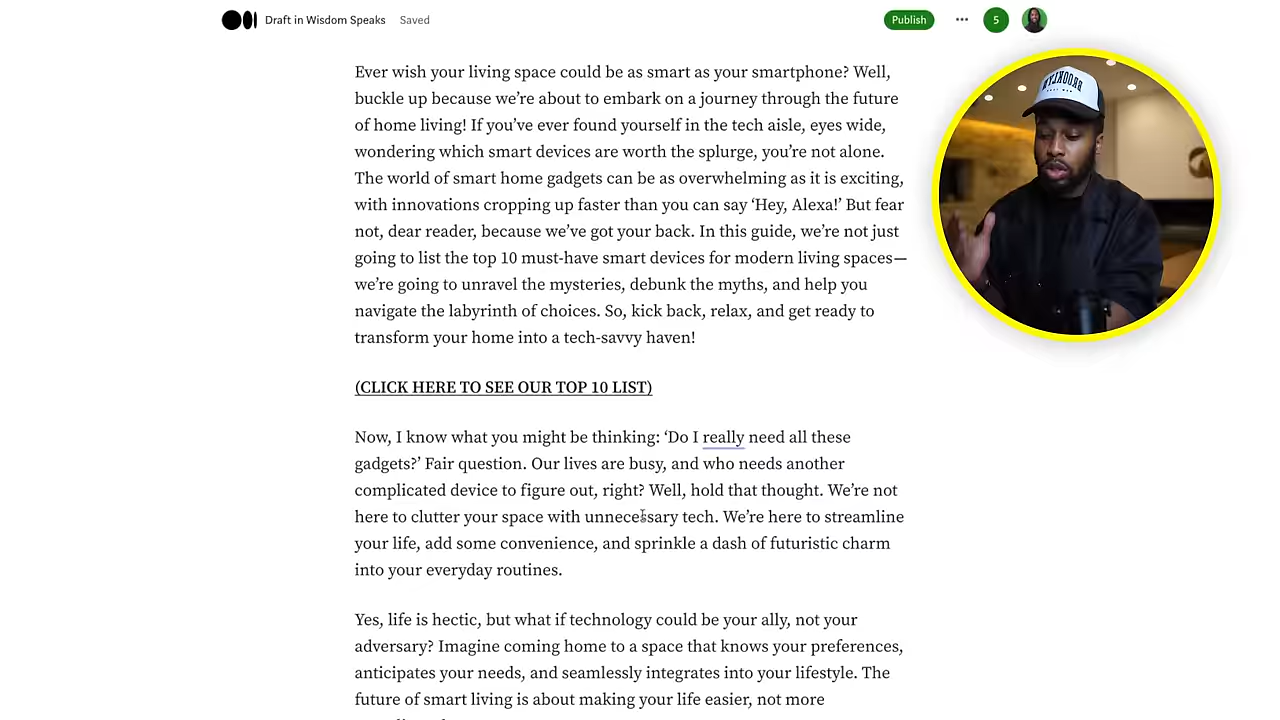 Draft in Wisdom Speaks Saved
Publish
5
Ever wish your living space could be as smart as your smartphone? Well,
buckle up because we’re about to embark on a journey through the future
of home living! If you’ve ever found yourself in the tech aisle, eyes wide,
wondering which smart devices are worth the splurge, you’re not alone.
The world of smart home gadgets can be as overwhelming as it is exciting,
with innovations cropping up faster than you can say ‘Hey, Alexa!’ But fear
not, dear reader, because we’ve got your back. In this guide, we’re not just
going to list the top 10 must-have smart devices for modern living spaces—
we’re going to unravel the mysteries, debunk the myths, and help you
navigate the labyrinth of choices. So, kick back, relax, and get ready to
transform your home into a tech-savvy haven!
(CLICK HERE TO SEE OUR TOP 10 LIST)
Now, I know what you might be thinking: ‘Do I really need all these
gadgets?’ Fair question. Our lives are busy, and who needs another
complicated device to figure out, right? Well, hold that thought. We’re not
here to clutter your space with unnecessary tech. We’re here to streamline
your life, add some convenience, and sprinkle a dash of futuristic charm
into your everyday routines.
Yes, life is hectic, but what if technology could be your ally, not your
adversary? Imagine coming home to a space that knows your preferences,
anticipates your needs, and seamlessly integrates into your lifestyle. The
future of smart living is about making your life easier, not more